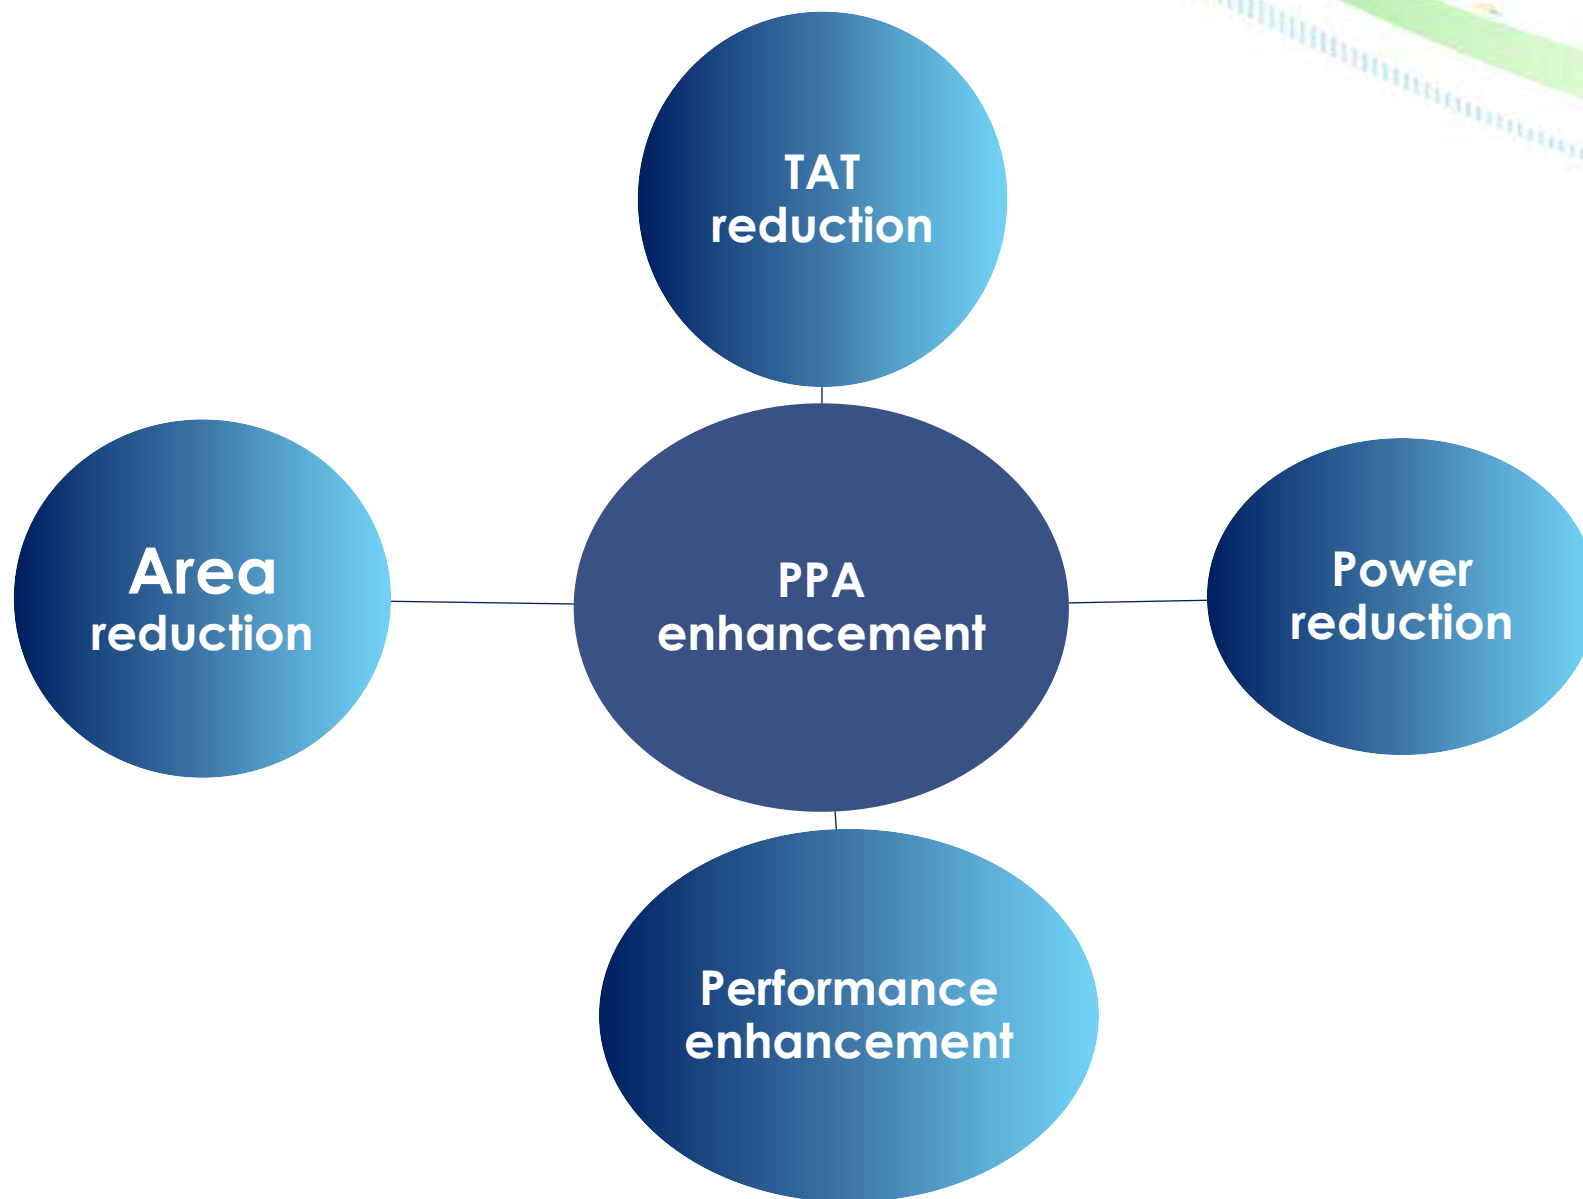 TAT
reduction
Area
reduction
PPA
enhancement
Power
reduction
Performance
enhancement